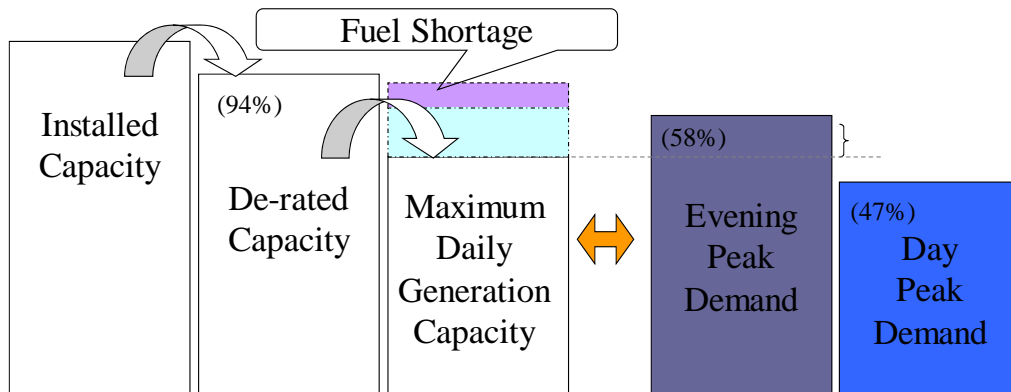 Fuel Shortage
Installed
Capacity
(94%)
De-rated
Capacity
Maximum
Daily
Generation
Capacity
(58%)
Evening
Peak
Demand
(47%)
Day
Peak
Demand